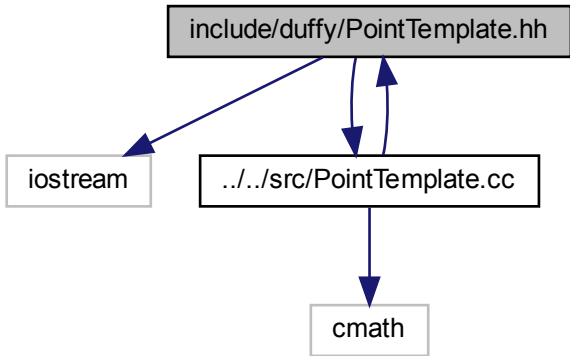 include/duffy/PointTemplate.hh
iostream
../../src/PointTemplate.cc
cmath